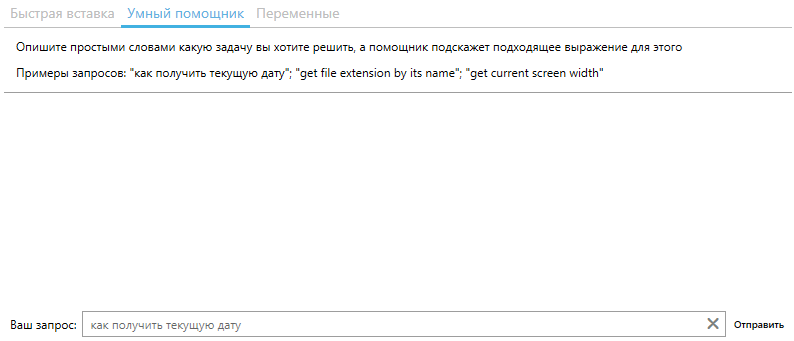 Быстрая вставка Умный помощник Переменные
Опишите простыми словами какую задачу вы хотите решить, а помощник подскажет подходящее выражение для этого
Примеры запросов: "как получить текущую дату"; "get file extension by its name"; "get current screen width"
Ваш запрос: как получить текущую дату Отправить